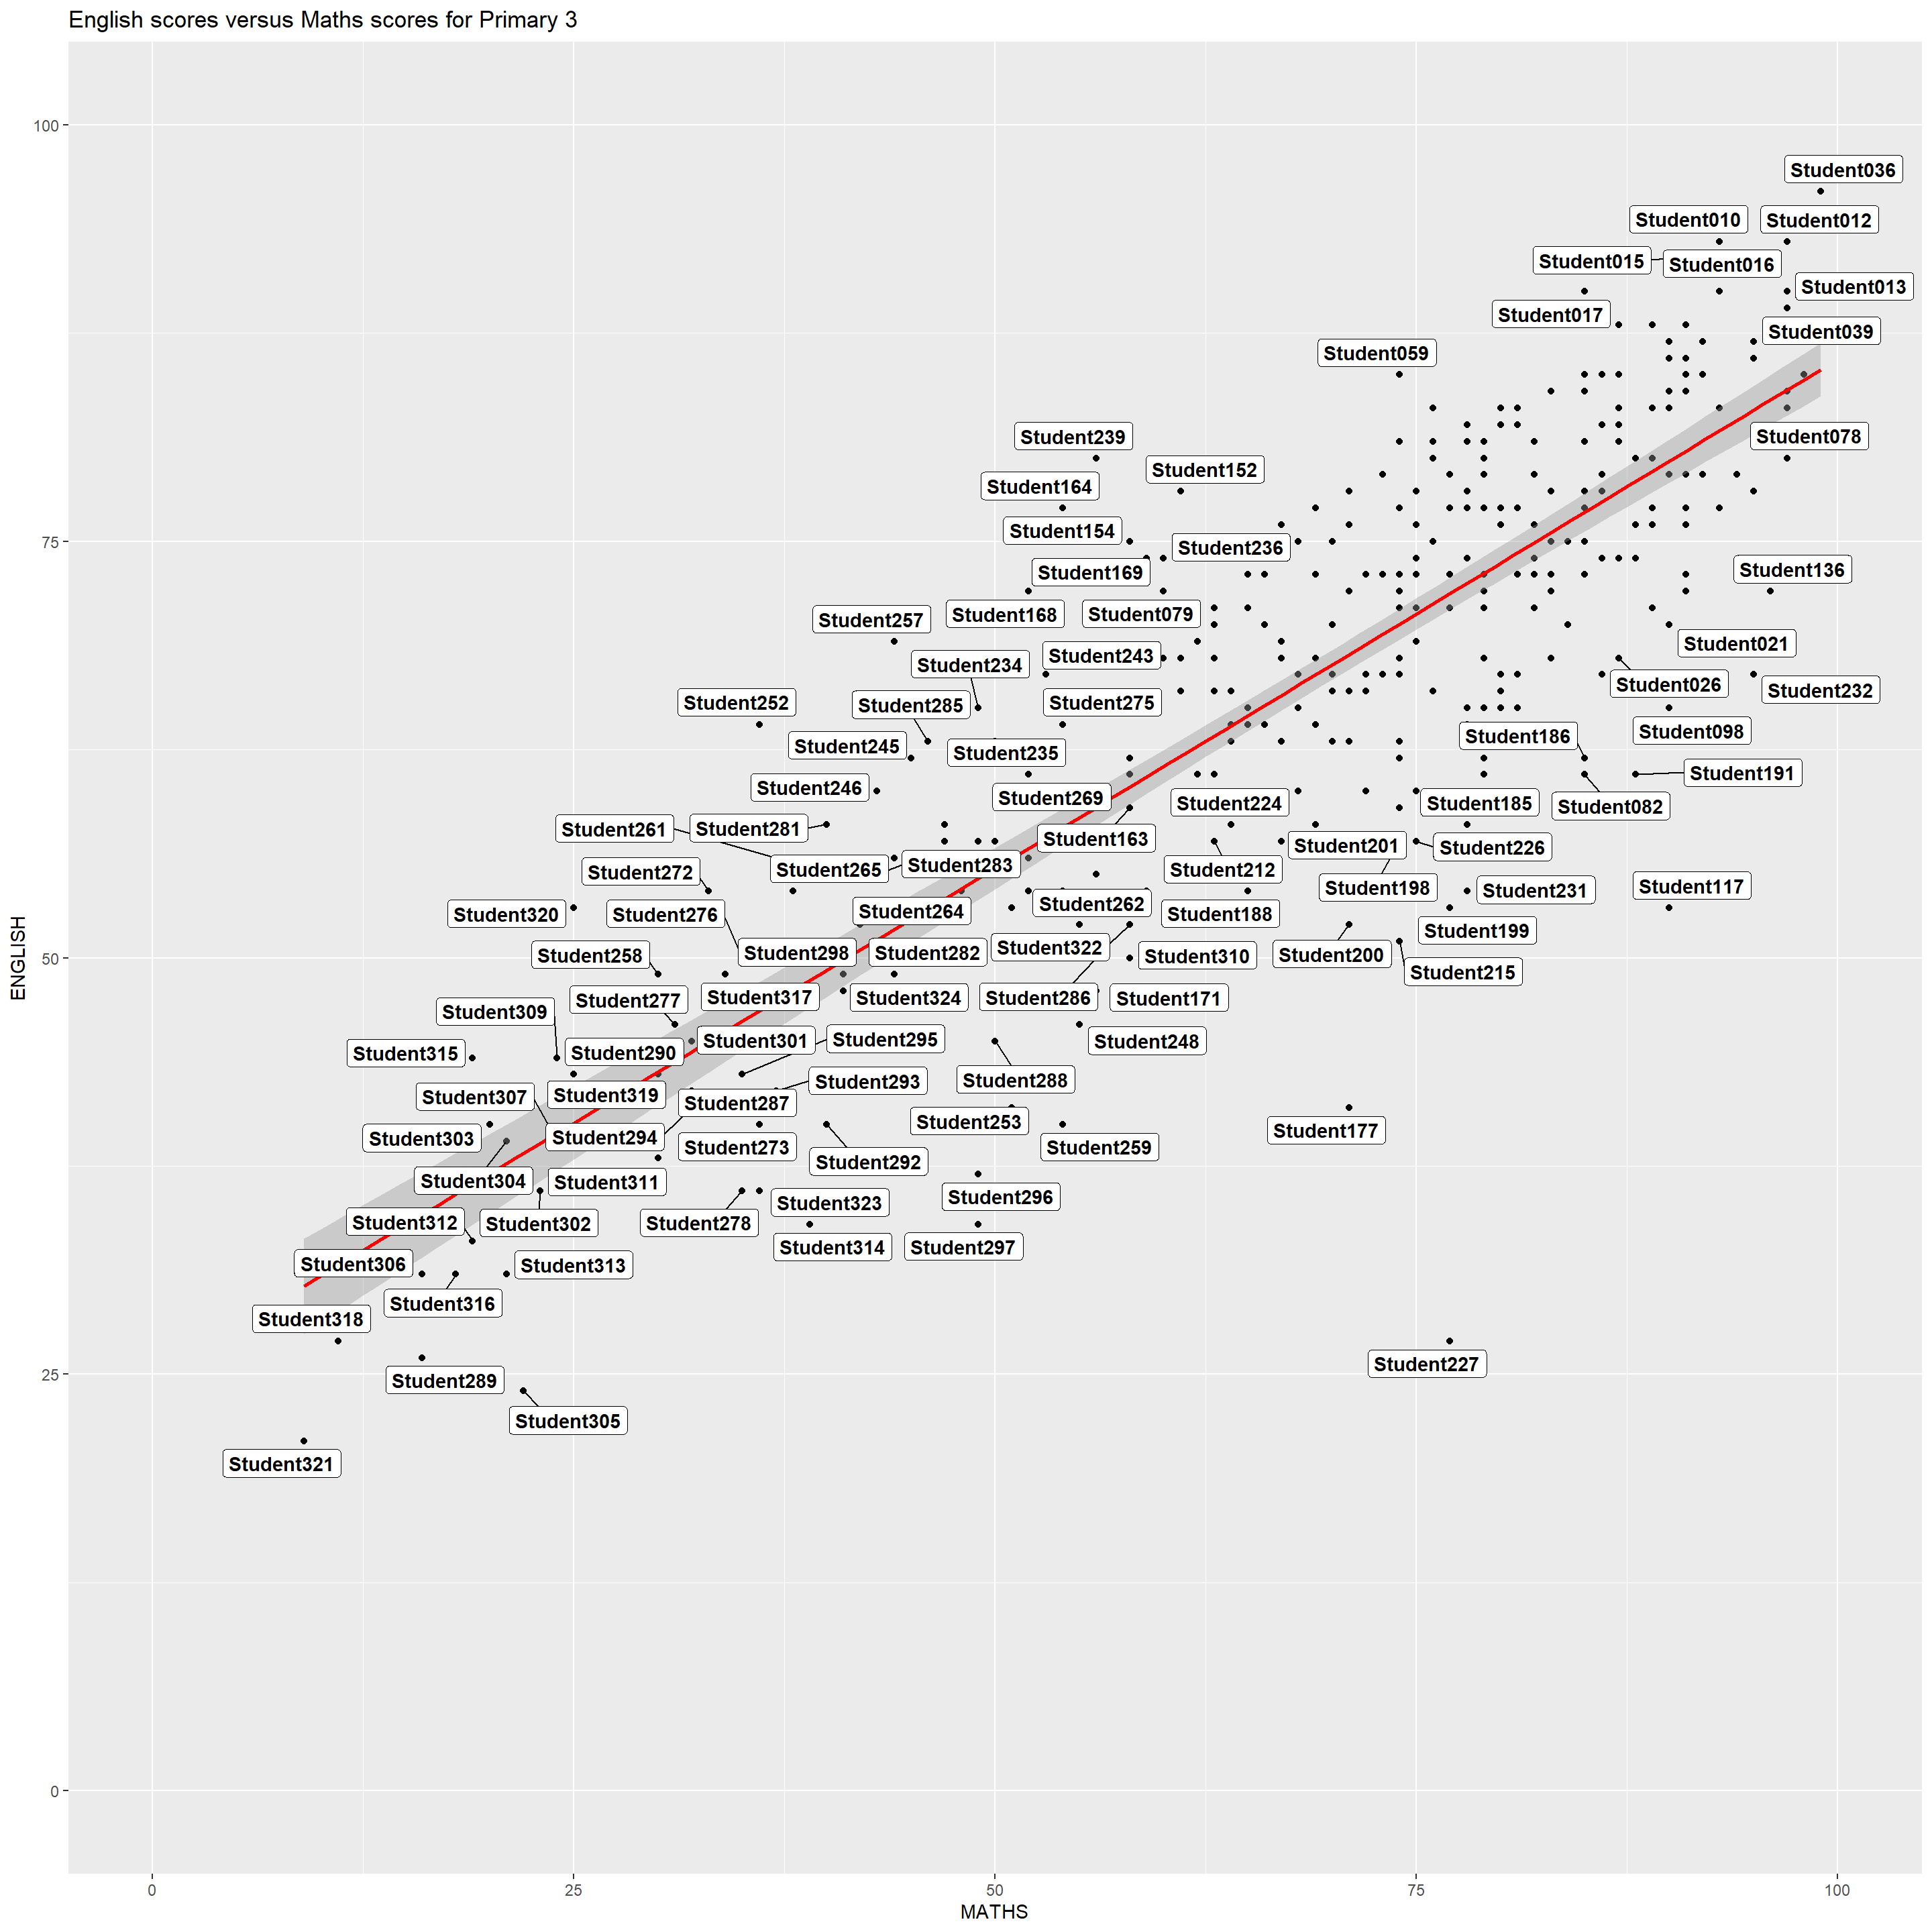 English scores versus Maths scores for Primary 3
100
Student036
Student010 Student012
Student015 Student016
Student013
Student017
Student039
Student059
Student239
Student078
Student152
Student164
Student154
75
Student236
Student169
Student136
Student168 Student079
Student257
Student021
Student243
Student234
Student026
Student232
Student252 Student275
Student285
Student098
Student186
Student245
Student235
Student191
Student246
Student269
Student224 Student185
Student082
Student261 Student281
Student163
Student201 Student226
Student283
Student265 Student212
Student272
Student117
Student198
Student231
Student262
Student264
Student320 Student276 Student188
Student199
Student322
Student298 Student282
Student200
Student258 Student310
50
Student215
Student317 Student324 Student286 Student171
Student277
Student309
Student295
Student301 Student248
Student315 Student290
Student288
Student293
Student319
Student307
Student287
Student253
Student177
Student303 Student294
Student273 Student259
Student292
Student304 Student311
Student296
Student323
Student312 Student302 Student278
Student314 Student297
Student306 Student313
Student316
Student318
Student227
25
Student289
Student305
Student321
0
0 25 50 75 100
MATHS
ENGLISH